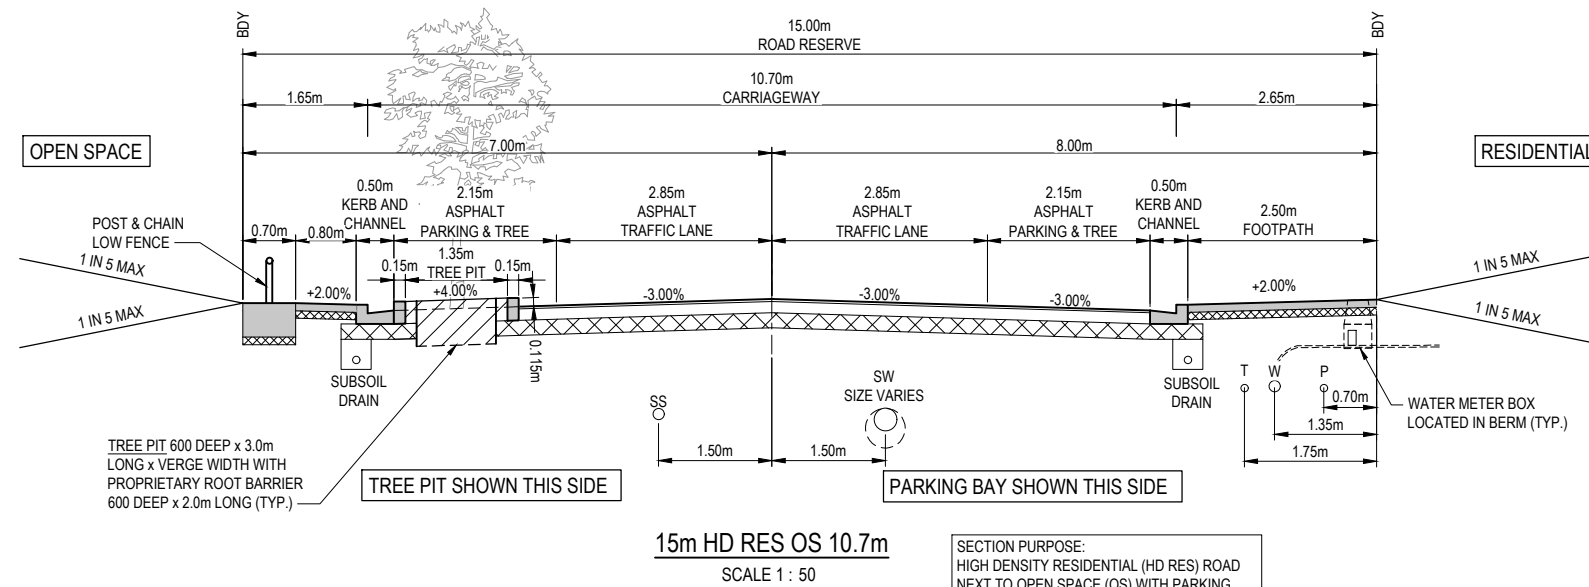 BDY
BDY
15.00m
ROAD RESERVE
10.70m
CARRIAGEWAY
1.65m
2.65m
OPEN SPACE
RESIDENTIAL
7.00m
8.00m
0.50m
KERB AND
CHANNEL
2.15m
ASPHALT
PARKING & TREE
2.85m
ASPHALT
TRAFFIC LANE
2.85m
ASPHALT
TRAFFIC LANE
2.15m
ASPHALT
PARKING & TREE
0.50m
KERB AND
CHANNEL
2.50m
FOOTPATH
POST & CHAIN
LOW FENCE
0.70m
0.80m
1.35m
TREE PIT
0.15m
0.15m
1 IN 5 MAX
1 IN 5 MAX
1 IN 5 MAX
1 IN 5 MAX
+2.00%
+4.00%
-3.00%
-3.00%
-3.00%
+2.00%
0.115m
SUBSOIL
DRAIN
SS
SW
SIZE VARIES
SUBSOIL
DRAIN
T
W
P
0.70m
1.35m
1.75m
WATER METER BOX
LOCATED IN BERM (TYP.)
1.50m
1.50m
TREE PIT 600 DEEP x 3.0m
LONG x VERGE WIDTH WITH
PROPRIETARY ROOT BARRIER
600 DEEP x 2.0m LONG (TYP.)
TREE PIT SHOWN THIS SIDE
PARKING BAY SHOWN THIS SIDE
15m HD RES OS 10.7m
SCALE 1 : 50
SECTION PURPOSE:
HIGH DENSITY RESIDENTIAL (HD RES) ROAD
NEXT TO OPEN SPACE (OS) WITH PARKING